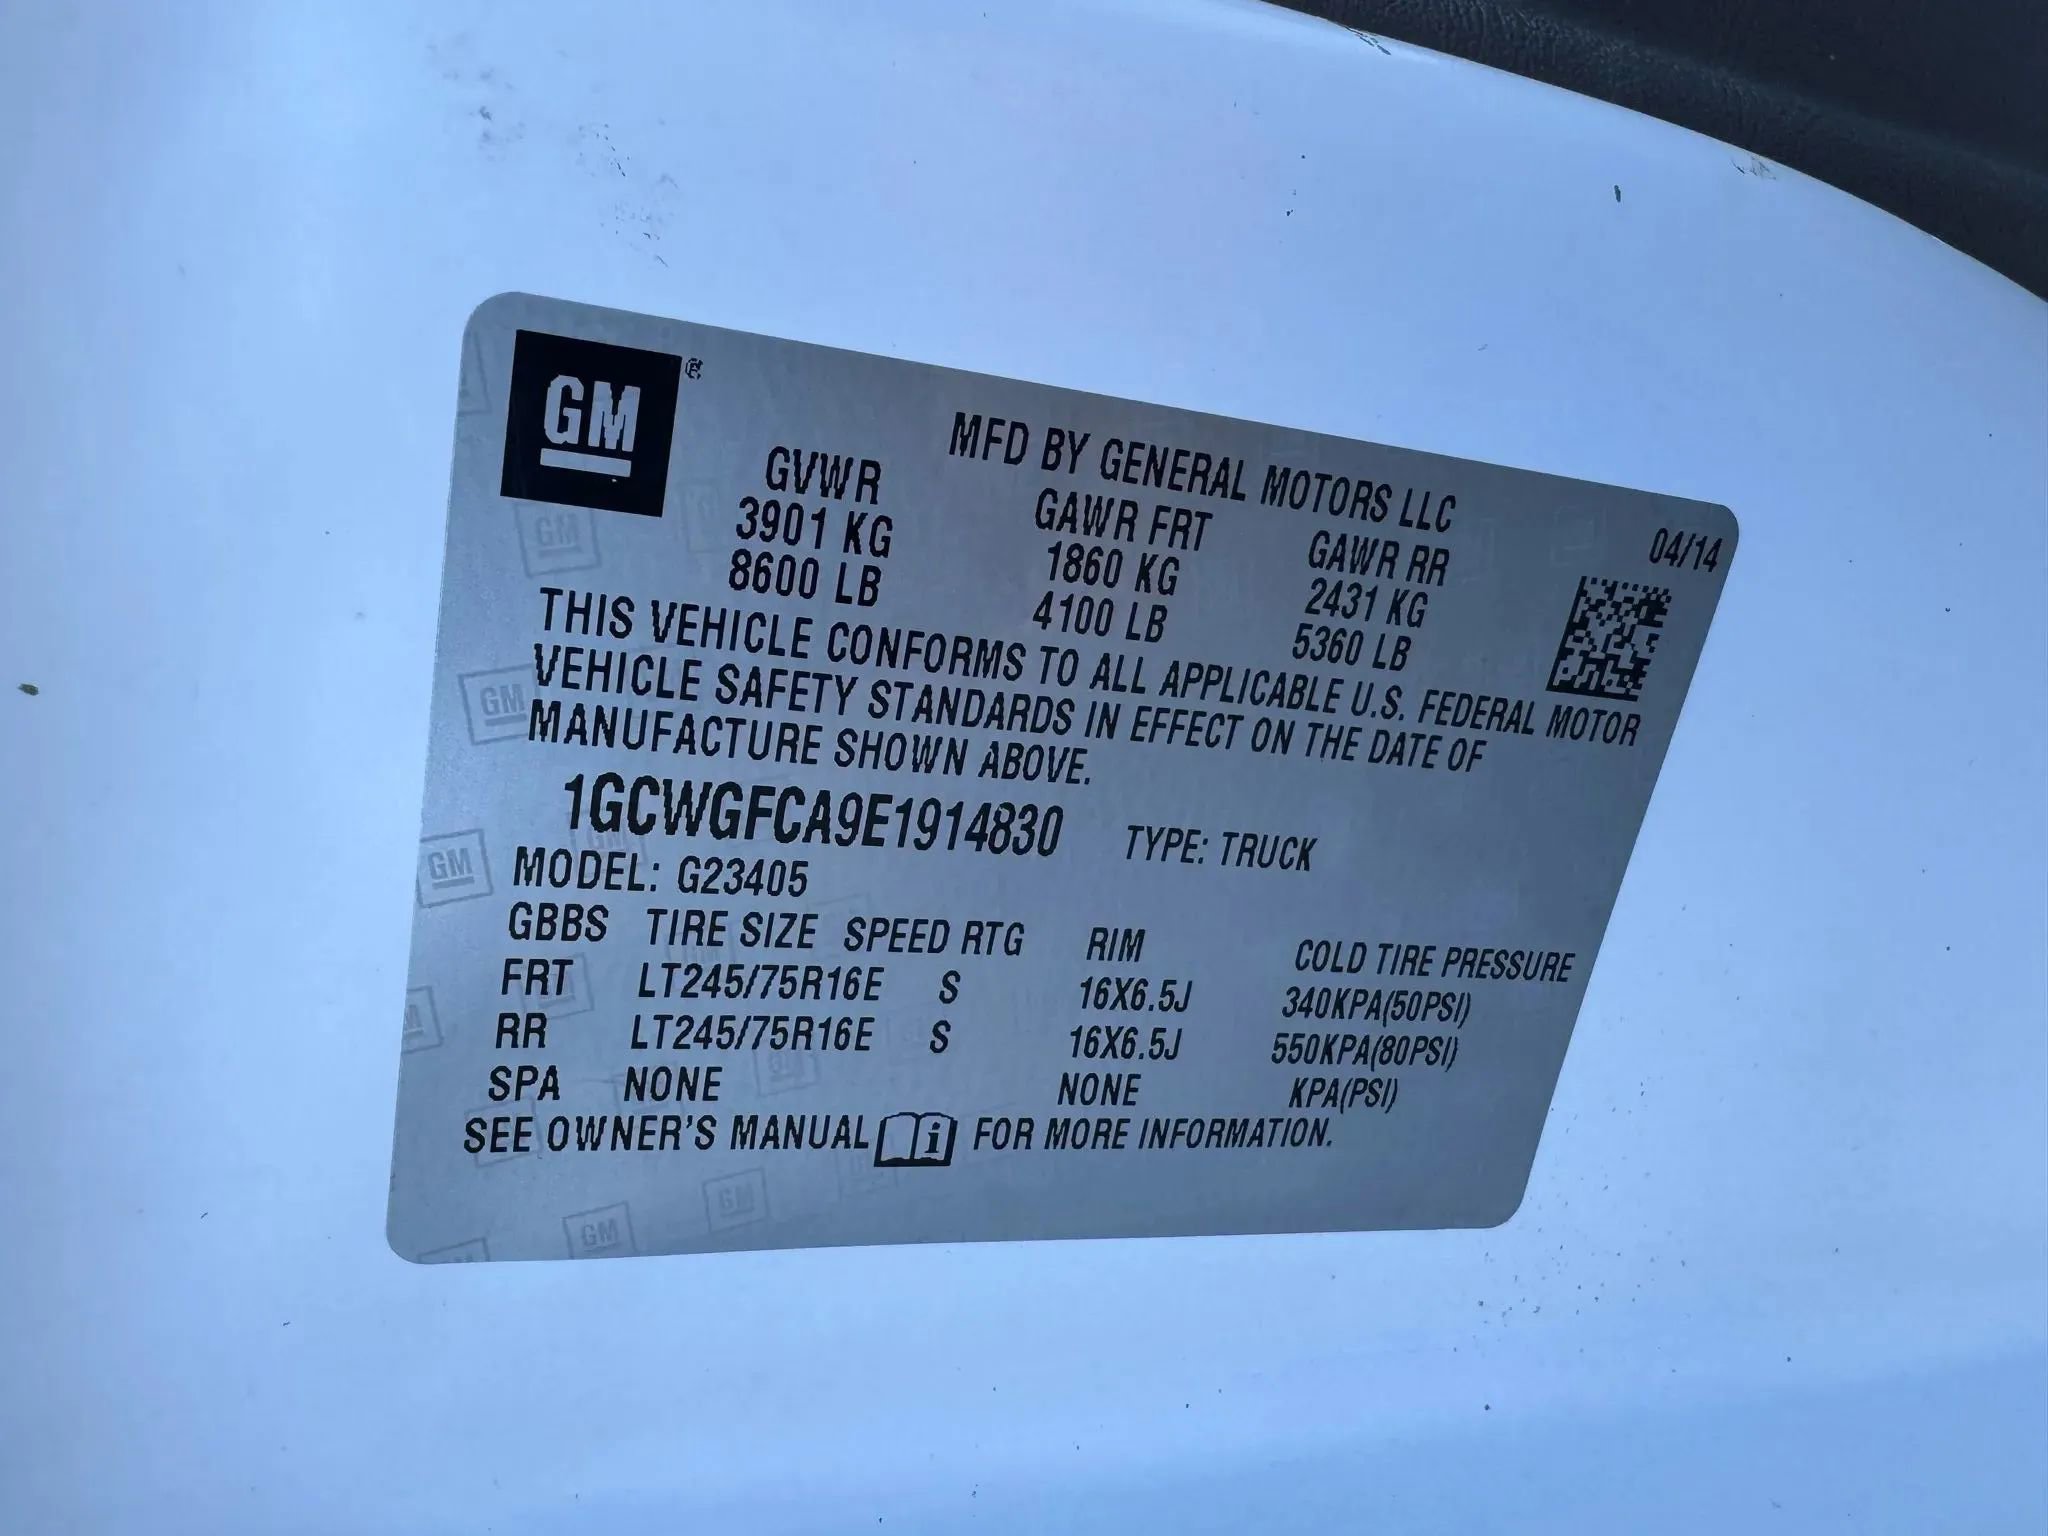 GM
MFD BY GENERAL MOTORS LLC
04/14
GVWR GAWR FRT GAWR RR
3901 KG 1860 KG 2431 KG
8600 LB 4100 LB 5360 LB
THIS VEHICLE CONFORMS TO ALL APPLICABLE U.S. FEDERAL MOTOR
VEHICLE SAFETY STANDARDS IN EFFECT ON THE DATE OF
MANUFACTURE SHOWN ABOVE.
1GCWGFCA9E1914830 TYPE: TRUCK
MODEL: G23405
GBBS TIRE SIZE SPEED RTG RIM COLD TIRE PRESSURE
FRT LT245/75R16E S 16X6.5J 340KPA(50PSI)
RR LT245/75R16E S 16X6.5J 550KPA(80PSI)
SPA NONE NONE KPA(PSI)
SEE OWNER'S MANUAL i FOR MORE INFORMATION.